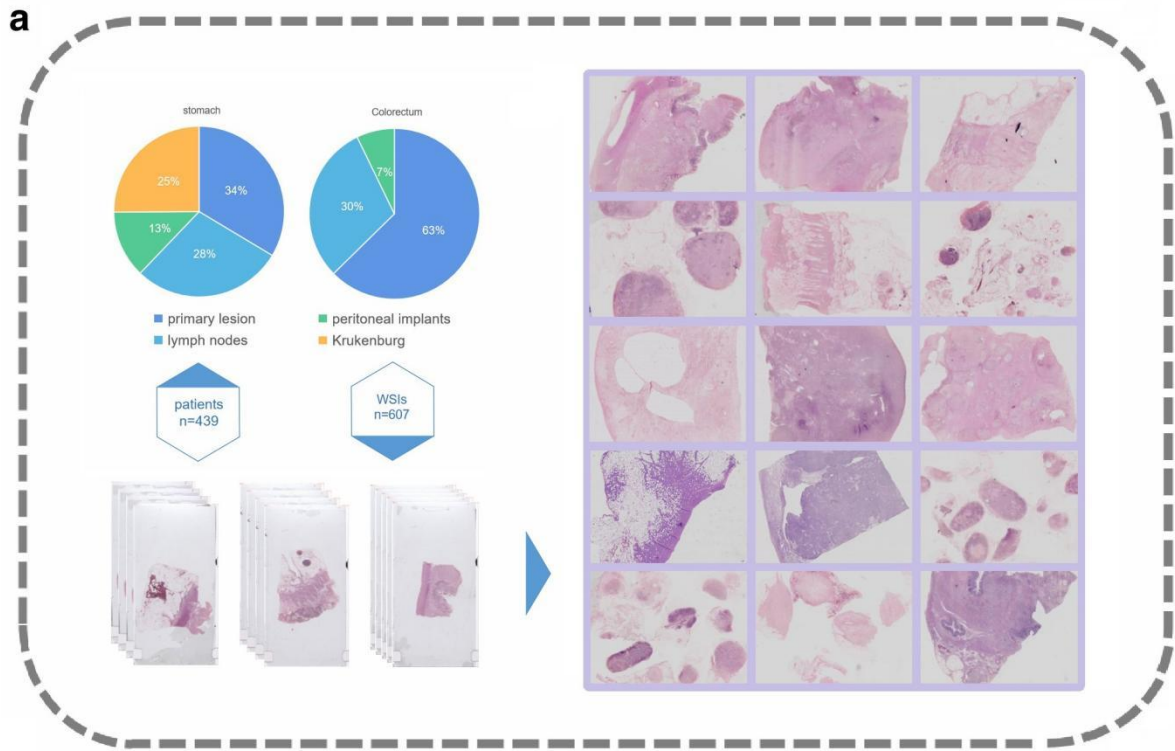 a
stomach
Colorectum
25%
34%
13%
28%
7%
30%
63%
primary lesion
peritoneal implants
lymph nodes
Krukenburg
patients
n=439
WSIs
n=607